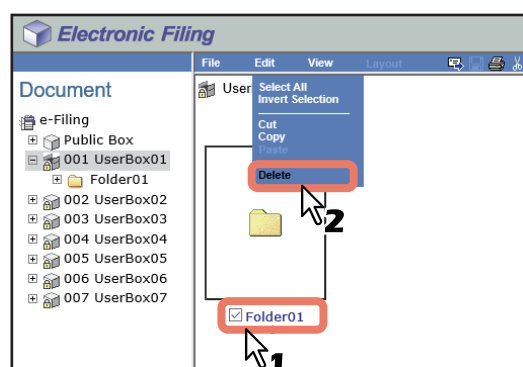 Electronic Filing
File Edit View Layout
Document
e-Filing
Public Box
001 UserBox01
Folder01
002 UserBox02
003 UserBox03
004 UserBox04
005 UserBox05
006 UserBox06
007 UserBox07
User
Select All
Invert Selection
Cut
Copy
Paste
Delete
2
Folder01
1